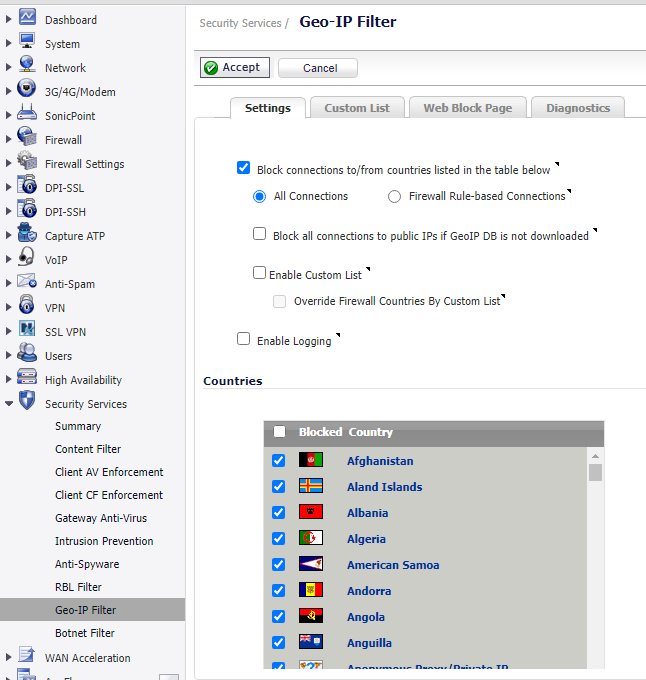 Dashboard
System
Network
3G/4G/Modem
SonicPoint
Firewall
Firewall Settings
DPI-SSL
DPI-SSH
Capture ATP
VoIP
Anti-Spam
VPN
SSL VPN
Users
High Availability
Security Services
Summary
Content Filter
Client AV Enforcement
Client CF Enforcement
Gateway Anti-Virus
Intrusion Prevention
Anti-Spyware
RBL Filter
Geo-IP Filter
Botnet Filter
WAN Acceleration
Security Services / Geo-IP Filter
Accept Cancel
Settings Custom List Web Block Page Diagnostics
Block connections to/from countries listed in the table below
All Connections Firewall Rule-based Connections
Block all connections to public IPs if GeoIP DB is not downloaded
Enable Custom List
Override Firewall Countries By Custom List
Enable Logging
Countries
Blocked Country
Afghanistan
Aland Islands
Albania
Algeria
American Samoa
Andorra
Angola
Anguilla
Anonymous Proxy/Private IP